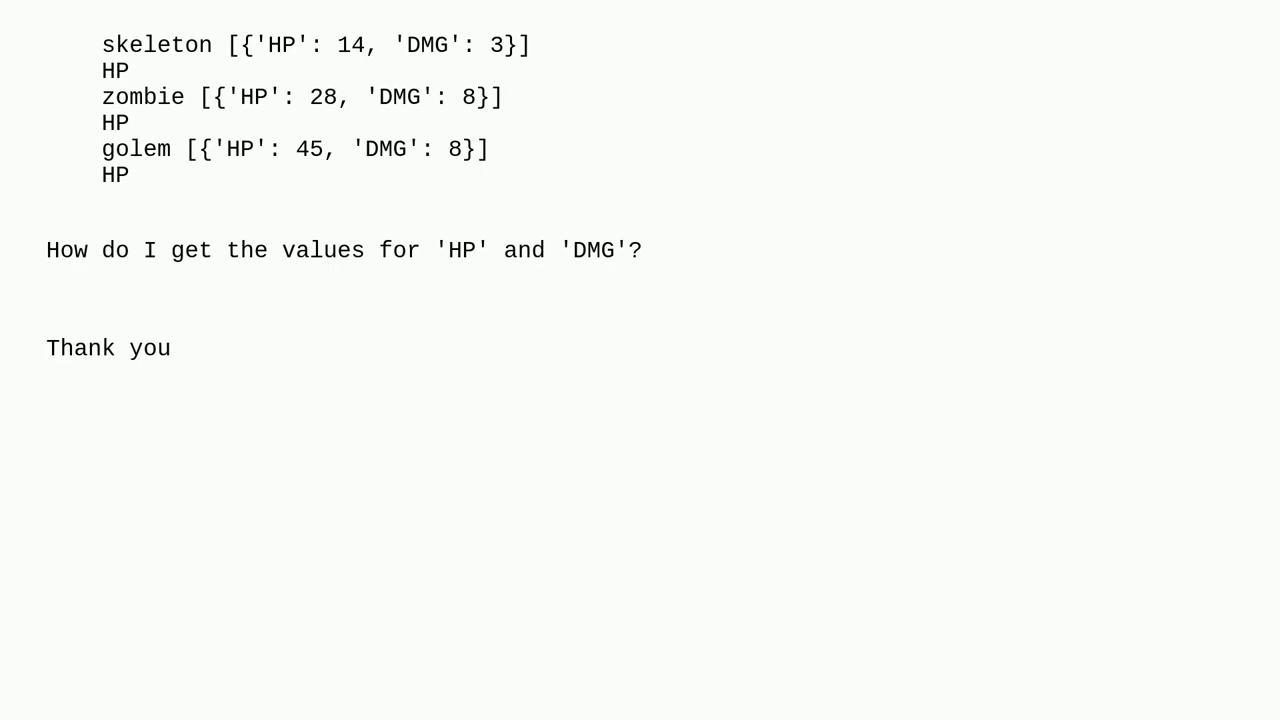 skeleton [{'HP': 14, 'DMG': 3}]
HP
zombie [{'HP': 28, 'DMG': 8}]
HP
golem [{'HP': 45, 'DMG': 8}]
HP
How do I get the values for 'HP' and 'DMG'?
Thank you